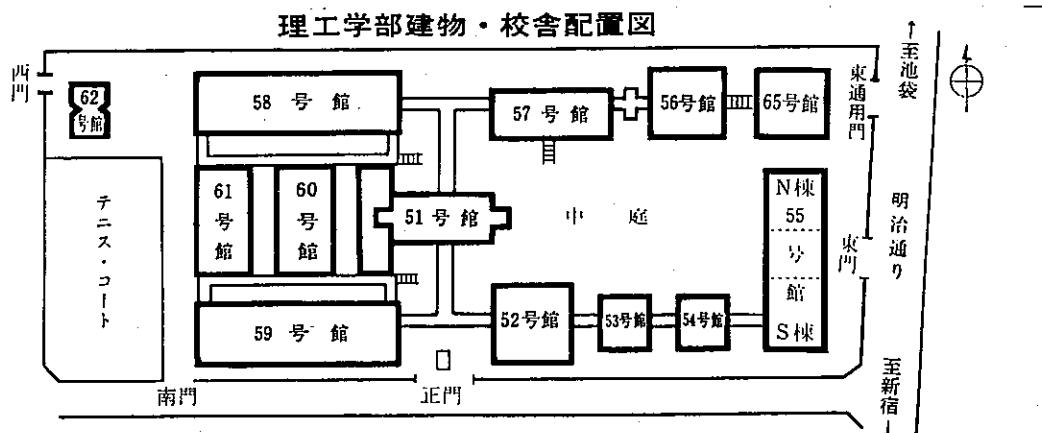 理工学部建物・校舎配置図
西門
62号館
58号館
57号館
56号館
65号館
東通用門
↑至池袋
テニス・コート
61号館
60号館
51号館
中庭
N棟
55号館
S棟
東門
明治通り
59号館
52号館
53号館
54号館
南門
正門
至新宿↓
4